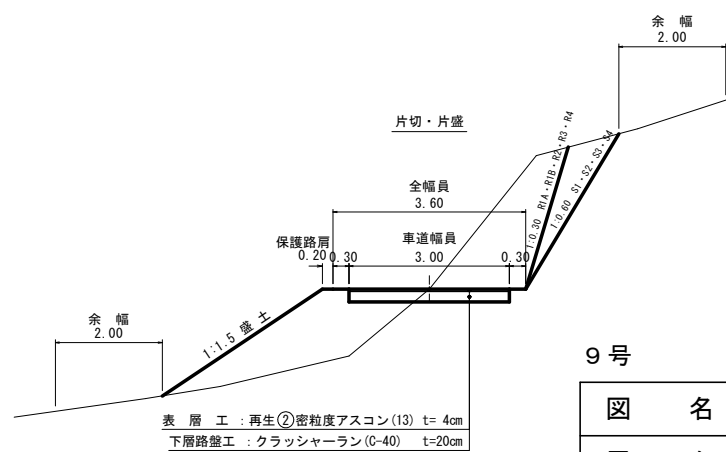 余 幅
2.00
片切・片盛
1:0.30 R1A・R1B・R2・R3・R4
1:0.60 S1・S2・S3・S4
全幅員
3.60
保護路肩
0.20
0.30
車道幅員
3.00
0.30
余 幅
2.00
1:1.5 盛 土
9号
図 名
表 層 工 :再生②密粒度アスコン(13) t= 4cm
下層路盤工 :クラッシャーラン(C-40) t=20cm